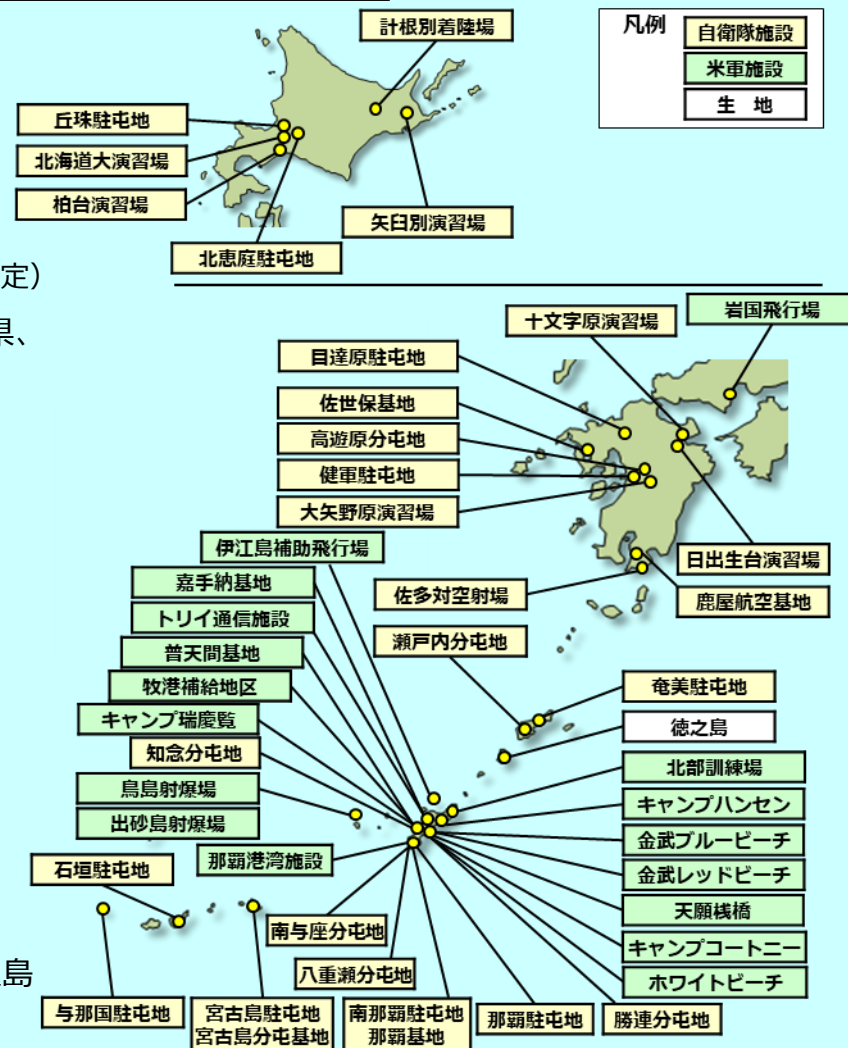 凡例
自衛隊施設
米軍施設
生　地
計根別着陸場
丘珠駐屯地
北海道大演習場
柏台演習場
矢臼別演習場
北恵庭駐屯地
定）
県、
岩国飛行場
十文字原演習場
目達原駐屯地
佐世保基地
高遊原分屯地
健軍駐屯地
大矢野原演習場
伊江島補助飛行場
日出生台演習場
嘉手納基地
佐多対空射場
鹿屋航空基地
トリイ通信施設
瀬戸内分屯地
普天間基地
牧港補給地区
奄美駐屯地
キャンプ瑞慶覧
徳之島
知念分屯地
北部訓練場
鳥島射爆場
キャンプハンセン
出砂島射爆場
金武ブルービーチ
那覇港湾施設
石垣駐屯地
金武レッドビーチ
天願桟橋
南与座分屯地
キャンプコートニー
八重瀬分屯地
ホワイトビーチ
島
与那国駐屯地
宮古島駐屯地
宮古島分屯基地
南那覇駐屯地
那覇基地
那覇駐屯地
勝連分屯地